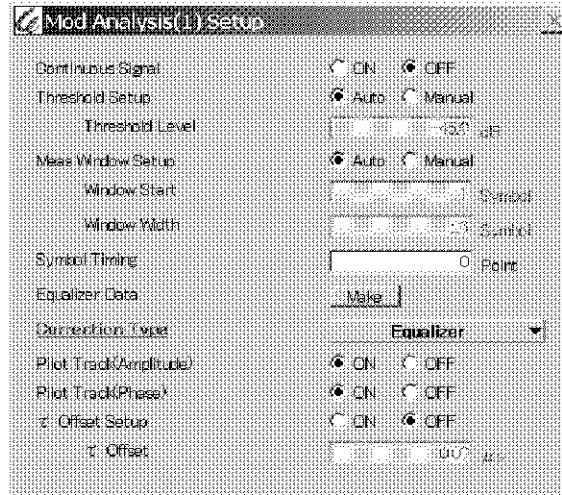 Mod Analysis(1) Setup
Continuous Signal ON OFF
Threshold Setup Auto Manual
Threshold Level dB
Meas Window Setup Auto Manual
Window Start Symbol
Window Width Symbol
Symbol Timing 0 Point
Equalizer Data Make
Currection Type Equalizer
Pilot Track(Amplitude) ON OFF
Pilot Track(Phase) ON OFF
τ Offset Setup ON OFF
τ Offset